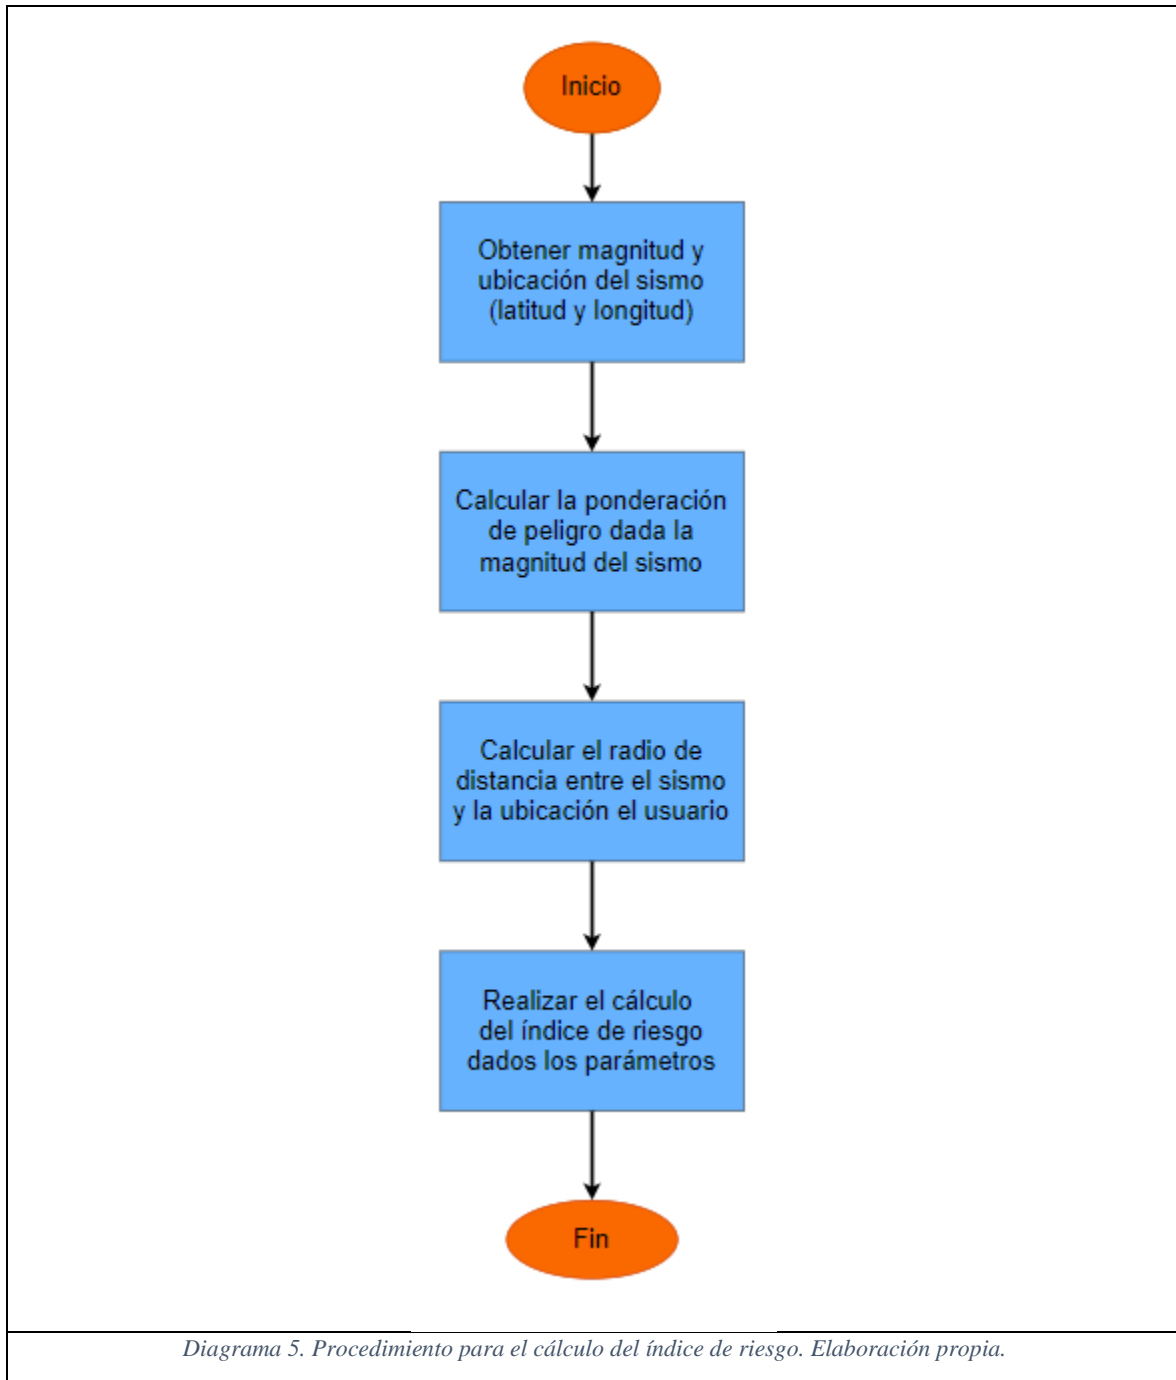 Inicio
Obtener magnitud y
ubicación del sismo
(latitud y longitud)
Calcular la ponderación
de peligro dada la
magnitud del sismo
Calcular el radio de
distancia entre el sismo
y la ubicación el usuario
Realizar el cálculo
del índice de riesgo
dados los parámetros
Fin
Diagrama 5. Procedimiento para el cálculo del índice de riesgo. Elaboración propia.